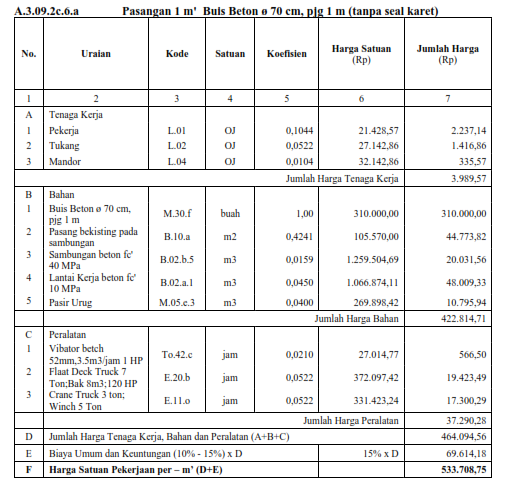 A.3.09.2c.6.a Pasangan 1 m' Buis Beton ø 70 cm, pjg 1 m (tanpa seal karet)
No. Uraian Kode Satuan Koefisien Harga Satuan (Rp) Jumlah Harga (Rp)
1 2 3 4 5 6 7
A Tenaga Kerja
1 Pekerja L.01 OJ 0,1044 21.428,57 2.237,14
2 Tukang L.02 OJ 0,0522 27.142,86 1.416,86
3 Mandor L.04 OJ 0,0104 32.142,86 335,57
Jumlah Harga Tenaga Kerja 3.989,57
B Bahan
1 Buis Beton ø 70 cm, pjg 1 m M.30.f buah 1,00 310.000,00 310.000,00
2 Pasang bekisting pada sambungan B.10.a m2 0,4241 105.570,00 44.773,82
3 Sambungan beton fc' 40 MPa B.02.b.5 m3 0,0159 1.259.504,69 20.031,56
4 Lantai Kerja beton fc' 10 MPa B.02.a.1 m3 0,0450 1.066.874,11 48.009,33
5 Pasir Urug M.05.e.3 m3 0,0400 269.898,42 10.795,94
Jumlah Harga Bahan 422.814,71
C Peralatan
1 Vibator betch 52mm,3.5m3/jam 1 HP To.42.c jam 0,0210 27.014,77 566,50
2 Flaat Deck Truck 7 Ton;Bak 8m3;120 HP E.20.b jam 0,0522 372.097,42 19.423,49
3 Crane Truck 3 ton; Winch 5 Ton E.11.o jam 0,0522 331.423,24 17.300,29
Jumlah Harga Peralatan 37.290,28
D Jumlah Harga Tenaga Kerja, Bahan dan Peralatan (A+B+C) 464.094,56
E Biaya Umum dan Keuntungan (10% - 15%) x D 15% x D 69.614,18
F Harga Satuan Pekerjaan per – m' (D+E) 533.708,75